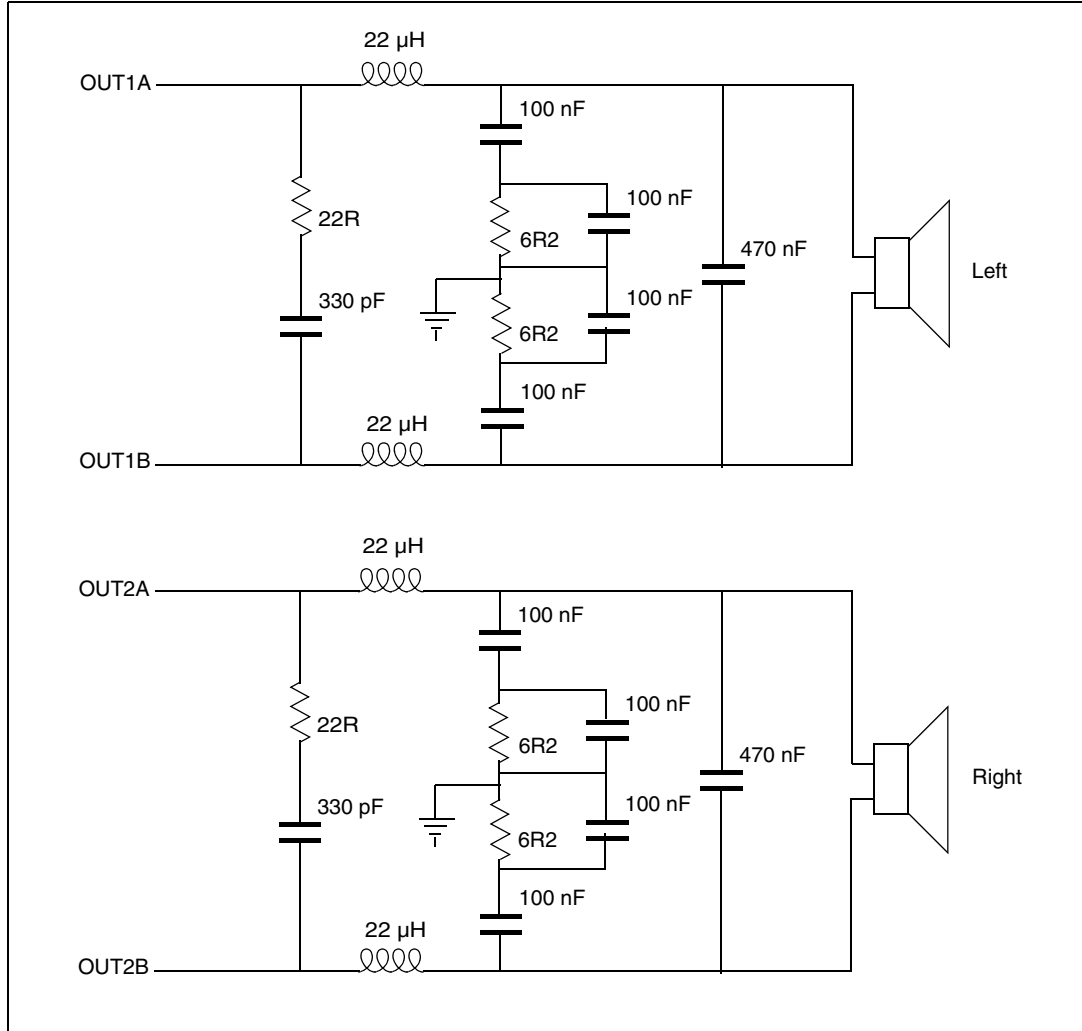 22 µH
OUT1A
100 nF
100 nF
22R
6R2
470 nF
Left
330 pF
100 nF
6R2
100 nF
22 µH
OUT1B
22 µH
OUT2A
100 nF
100 nF
22R
6R2
470 nF
Right
330 pF
100 nF
6R2
100 nF
22 µH
OUT2B